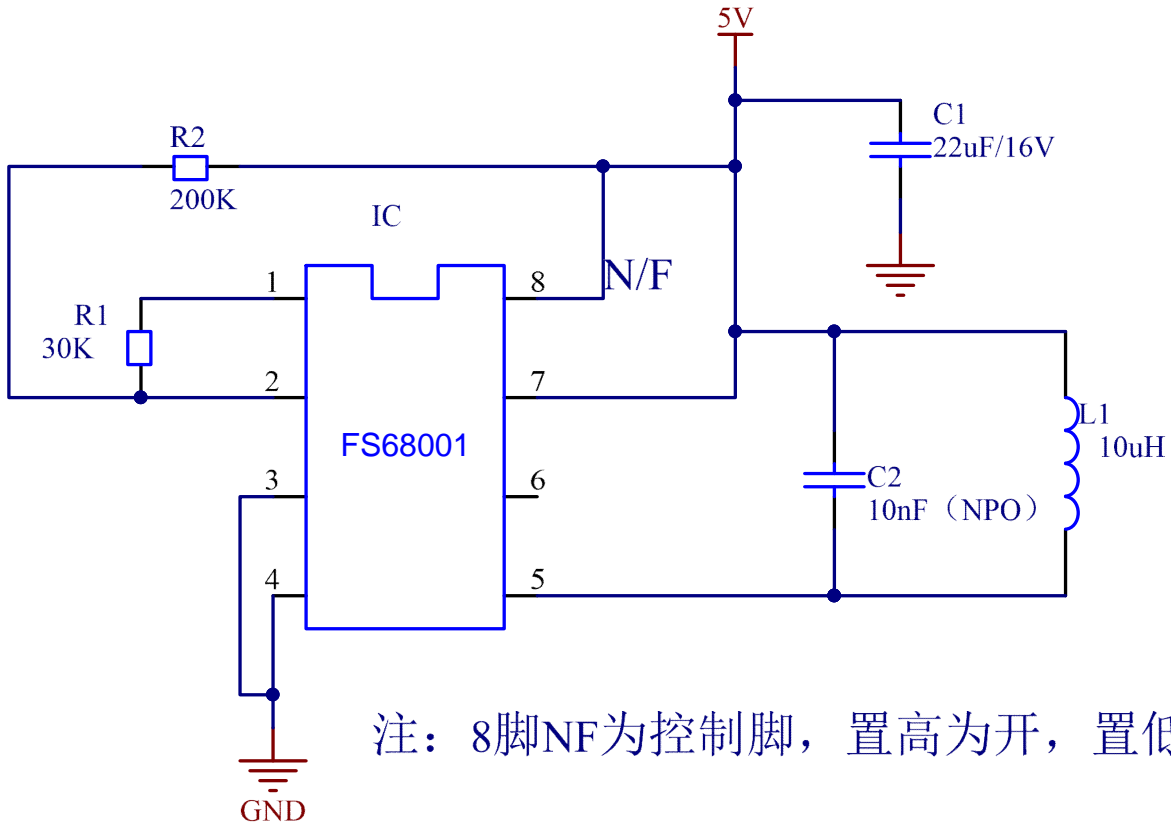 5V
C1
22uF/16V
R2
200K
IC
N/F
1
8
R1
30K
2
7
FS68001
L1
10uH
3
6
C2
10nF（NPO）
4
5
注：8脚NF为控制脚，置高为开，置低
GND